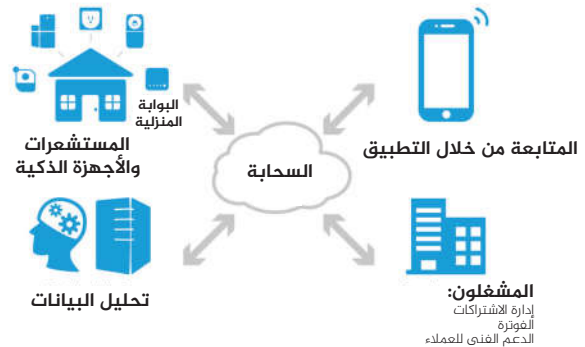 البوابة
المنزلية
المستشعرات
والأجهزة الذكية
المتابعة من خلال التطبيق
السحابة
تحليل البيانات
المشغلون:
إدارة الاشتراكات
الفوترة
الدعم الفني للعملاء